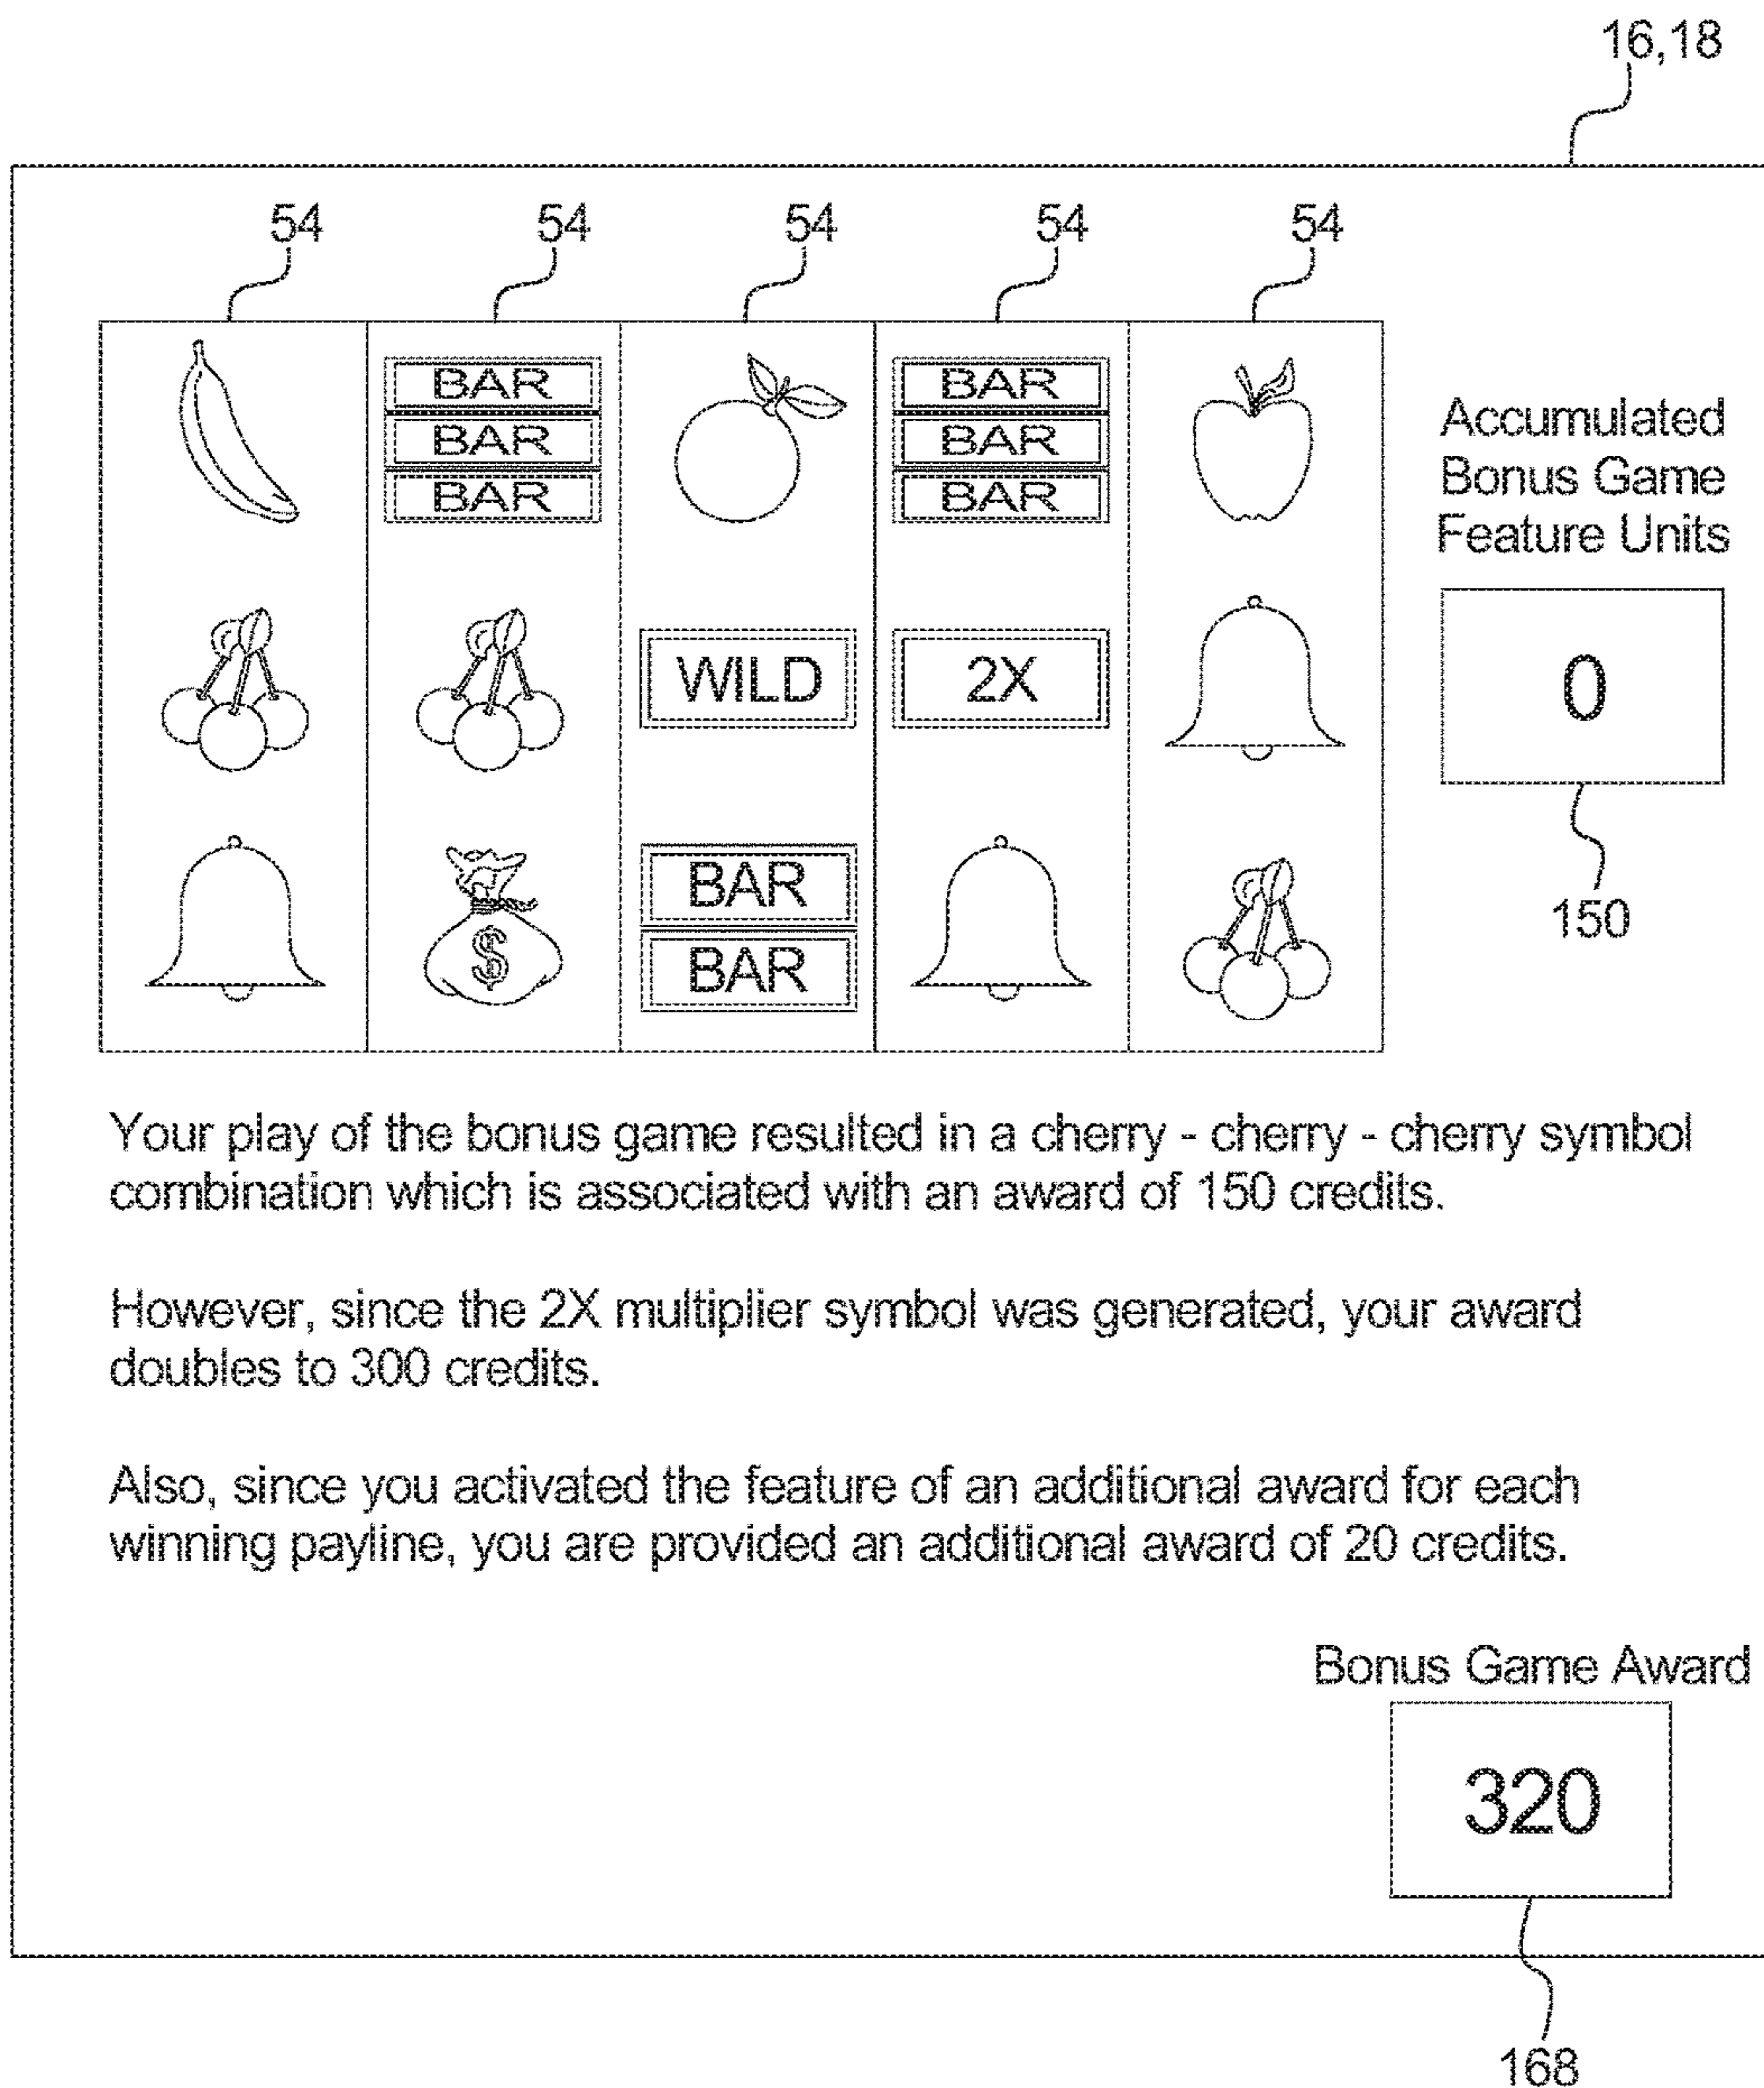 16,18
54 54 54 54 54
BAR BAR
BAR BAR
BAR BAR
Accumulated
Bonus Game
Feature Units
WILD 2X 0
$ BAR
BAR
150
Your play of the bonus game resulted in a cherry - cherry - cherry symbol
combination which is associated with an award of 150 credits.
However, since the 2X multiplier symbol was generated, your award
doubles to 300 credits.
Also, since you activated the feature of an additional award for each
winning payline, you are provided an additional award of 20 credits.
Bonus Game Award
320
168